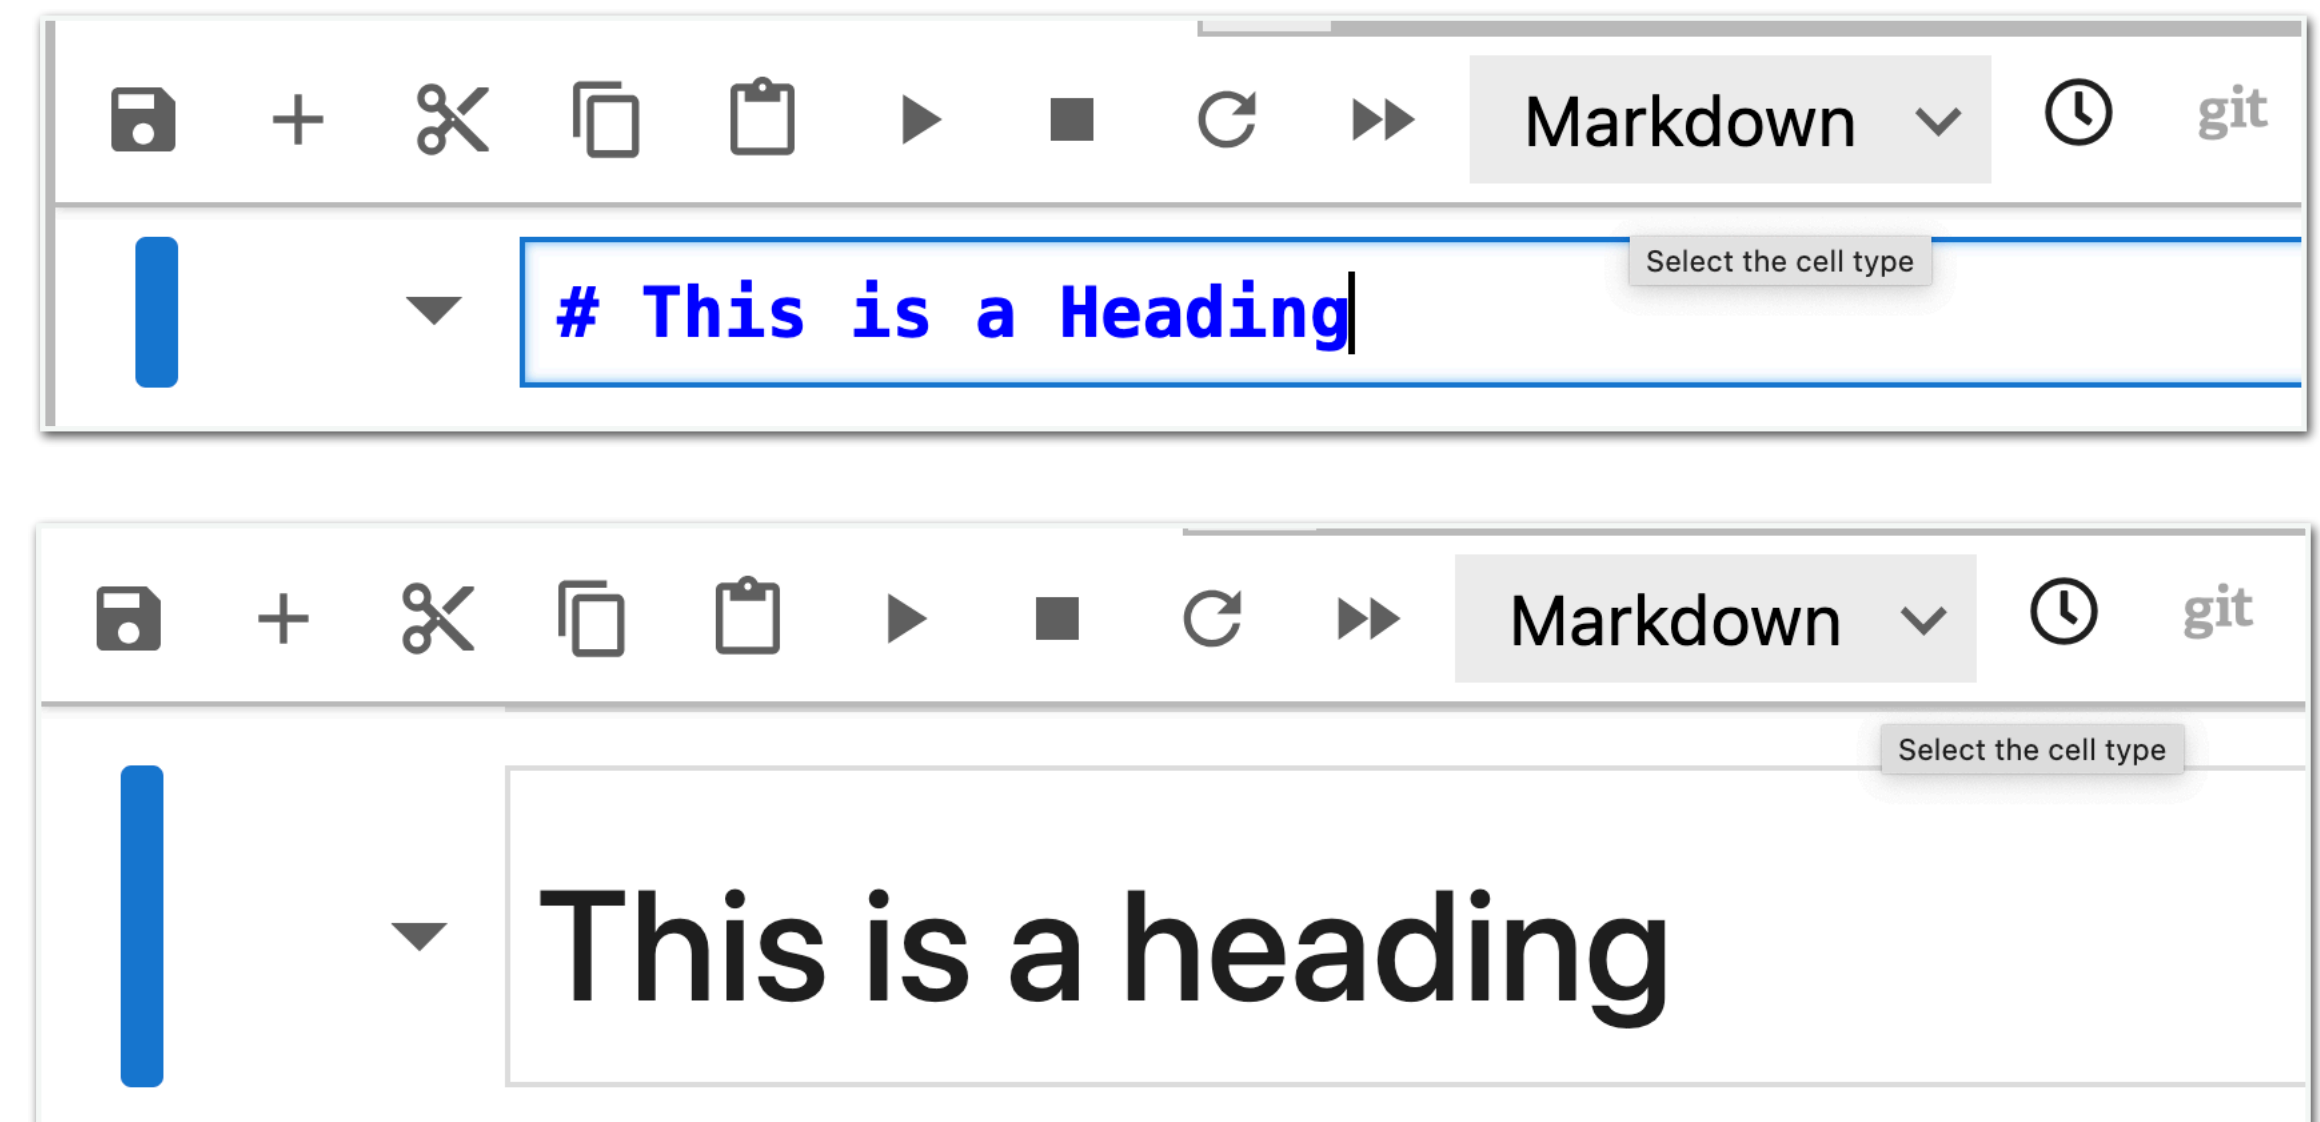 Markdown git
Select the cell type
# This is a Heading
Markdown git
Select the cell type
This is a heading